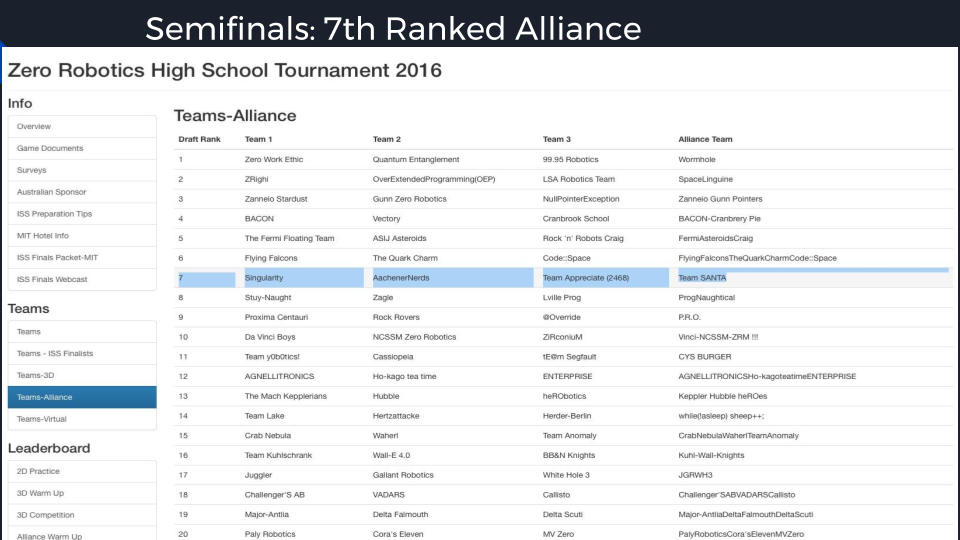 Semifinals: 7th Ranked Alliance
Zero Robotics High School Tournament 2016
Info
Overview
Game Documents
Surveys
Australian Sponsor
ISS Preparation Tips
MIT Hotel Info
ISS Finals Packet-MIT
ISS Finals Webcast
Teams
Teams
Teams - ISS Finalists
Teams-3D
Teams-Alliance
Teams-Virtual
Leaderboard
2D Practice
3D Warm Up
3D Competition
Alliance Warm Up
Teams-Alliance
Draft Rank Team 1 Team 2 Team 3 Alliance Team
1 Zero Work Ethic Quantum Entanglement 99.95 Robotics Wormhole
2 ZRighi OverExtendedProgramming(OEP) LSA Robotics Team SpaceLinguine
3 Zanneio Stardust Gunn Zero Robotics NullPointerException Zanneio Gunn Pointers
4 BACON Vectory Cranbrook School BACON-Cranbrery Pie
5 The Fermi Floating Team ASIJ Asteroids Rock 'n' Robots Craig FermiAsteroidsCraig
6 Flying Falcons The Quark Charm Code::Space FlyingFalconsTheQuarkCharmCode::Space
7 Singularity AachenerNerds Team Appreciate (2468) Team SANTA
8 Stuy-Naught Zagle Lville Prog ProgNaughtical
9 Proxima Centauri Rock Rovers @Override P.R.O.
10 Da Vinci Boys NCSSM Zero Robotics ZiRconiuM Vinci-NCSSM-ZRM !!!
11 Team y0b0tics! Cassiopeia tE@m Segfault CYS BURGER
12 AGNELLITRONICS Ho-kago tea time ENTERPRISE AGNELLITRONICSHo-kagoteatimeENTERPRISE
13 The Mach Kepplerians Hubble heRObotics Keppler Hubble heROes
14 Team Lake Hertzattacke Herder-Berlin while(!asleep) sheep++;
15 Crab Nebula Waherl Team Anomaly CrabNebulaWaherlTeamAnomaly
16 Team Kuhlschrank Wall-E 4.0 BB&N Knights Kuhl-Wall-Knights
17 Juggler Galiant Robotics White Hole 3 JGRWH3
18 Challenger'S AB VADARS Callisto Challenger'SABVADARSCallisto
19 Major-Antlia Delta Falmouth Delta Scuti Major-AntliaDeltaFalmouthDeltaScuti
20 Paly Robotics Cora's Eleven MV Zero PalyRoboticsCora'sElevenMVZero